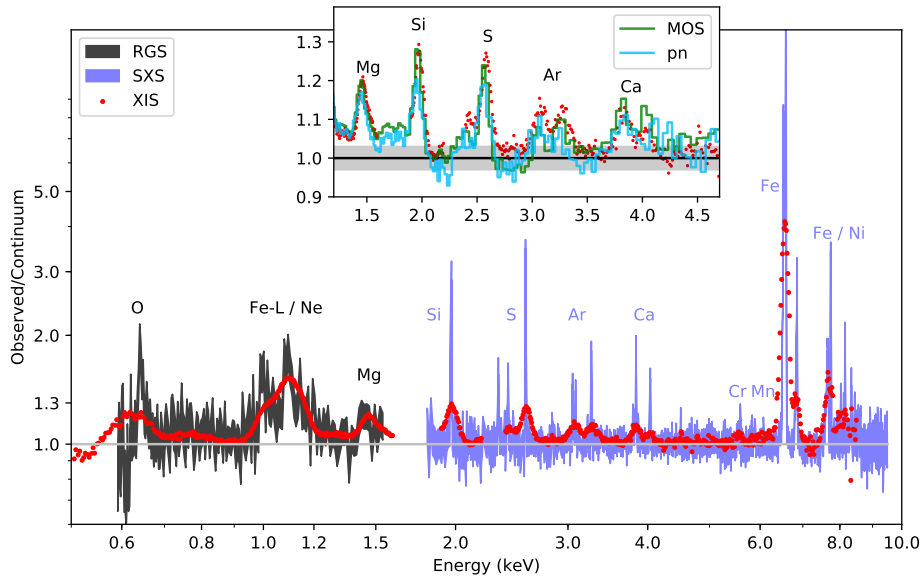 RGS
SXS
XIS
MOS
pn
Mg
Si
S
Ar
Ca
1.3
1.2
1.1
1.0
0.9
1.5
2.0
2.5
3.0
3.5
4.0
4.5
Observed/Continuum
5.0
3.0
2.0
1.3
1.0
O
Fe-L / Ne
Mg
Si
S
Ar
Ca
Cr Mn
Fe
Fe / Ni
0.6
0.8
1.0
1.2
1.5
2.0
3.0
4.0
6.0
8.0
10.0
Energy (keV)